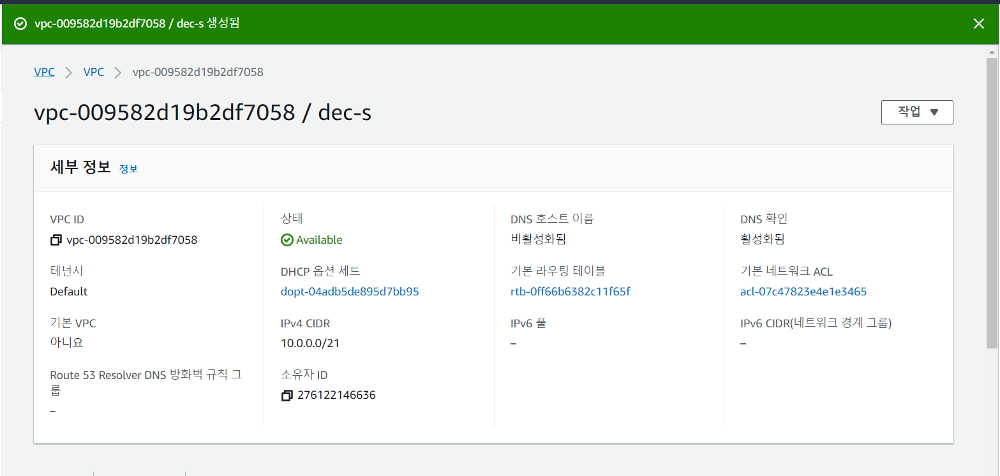 vpc-009582d19b2df7058 / dec-s 생성됨
VPC > VPC > vpc-009582d19b2df7058
vpc-009582d19b2df7058 / dec-s
작업 ▼
세부 정보 정보
VPC ID
vpc-009582d19b2df7058
상태
Available
DNS 호스트 이름
비활성화됨
DNS 확인
활성화됨
테넌시
Default
DHCP 옵션 세트
dopt-04adb5de895d7bb95
기본 라우팅 테이블
rtb-0ff66b6382c11f65f
기본 네트워크 ACL
acl-07c47823e4e1e3465
기본 VPC
아니요
IPv4 CIDR
10.0.0.0/21
IPv6 풀
–
IPv6 CIDR(네트워크 경계 그룹)
–
Route 53 Resolver DNS 방화벽 규칙 그
룹
–
소유자 ID
276122146636